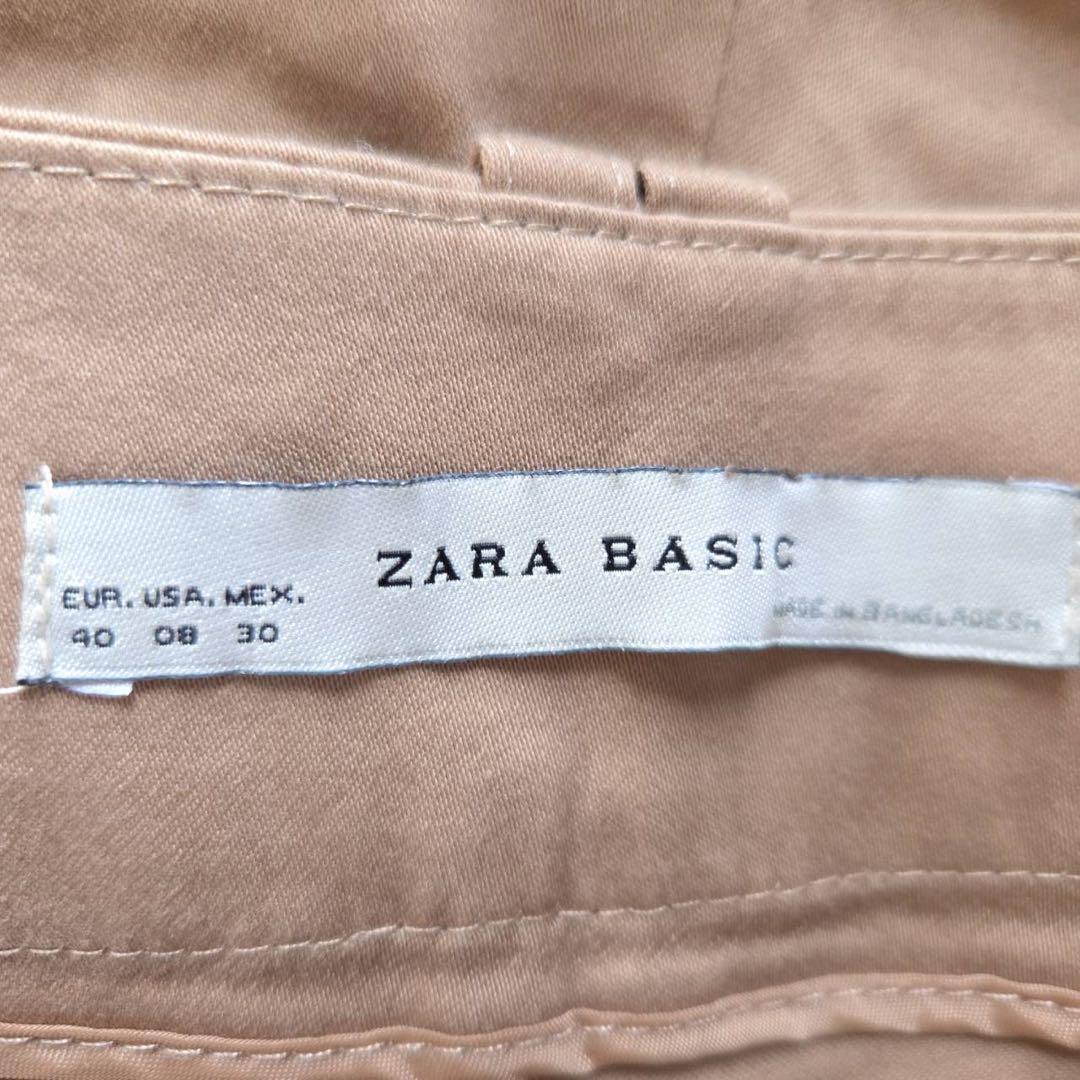 ZARA BASIC
EUR. USA. MEX.
40 08 30
MADE IN BANGLADESH